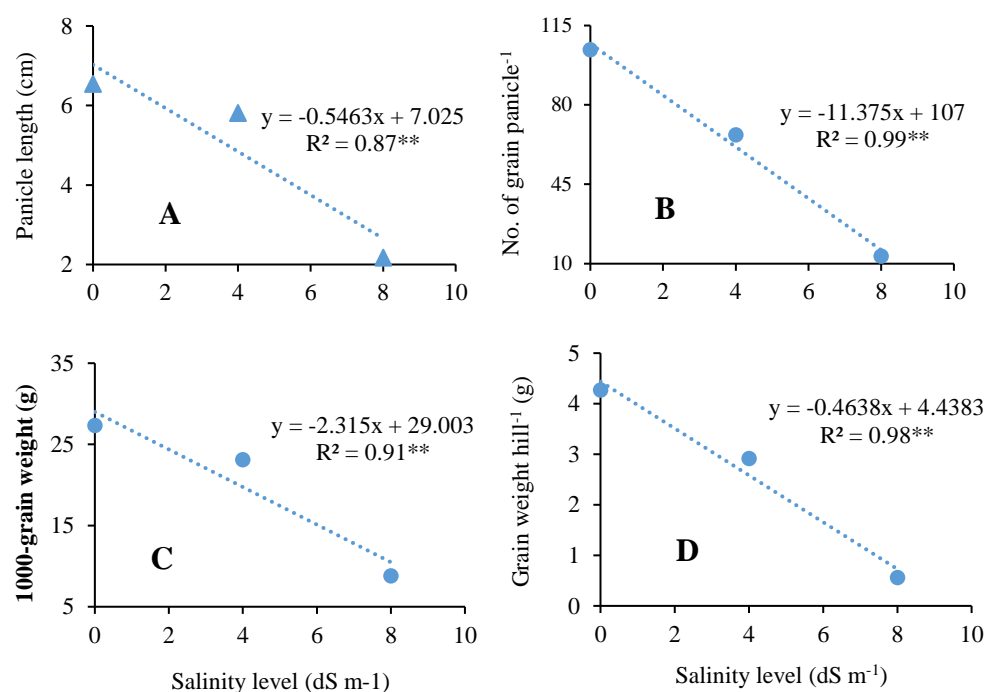 Panicle length (cm)
8
6
4
2
0 2 4 6 8 10
y = -0.5463x + 7.025
R² = 0.87**
A
No. of grain panicle⁻¹
115
80
45
10
0 2 4 6 8 10
y = -11.375x + 107
R² = 0.99**
B
1000-grain weight (g)
35
25
15
5
0 2 4 6 8 10
y = -2.315x + 29.003
R² = 0.91**
C
Salinity level (dS m-1)
Grain weight hill⁻¹ (g)
5
4
3
2
1
0
0 2 4 6 8 10
y = -0.4638x + 4.4383
R² = 0.98**
D
Salinity level (dS m⁻¹)